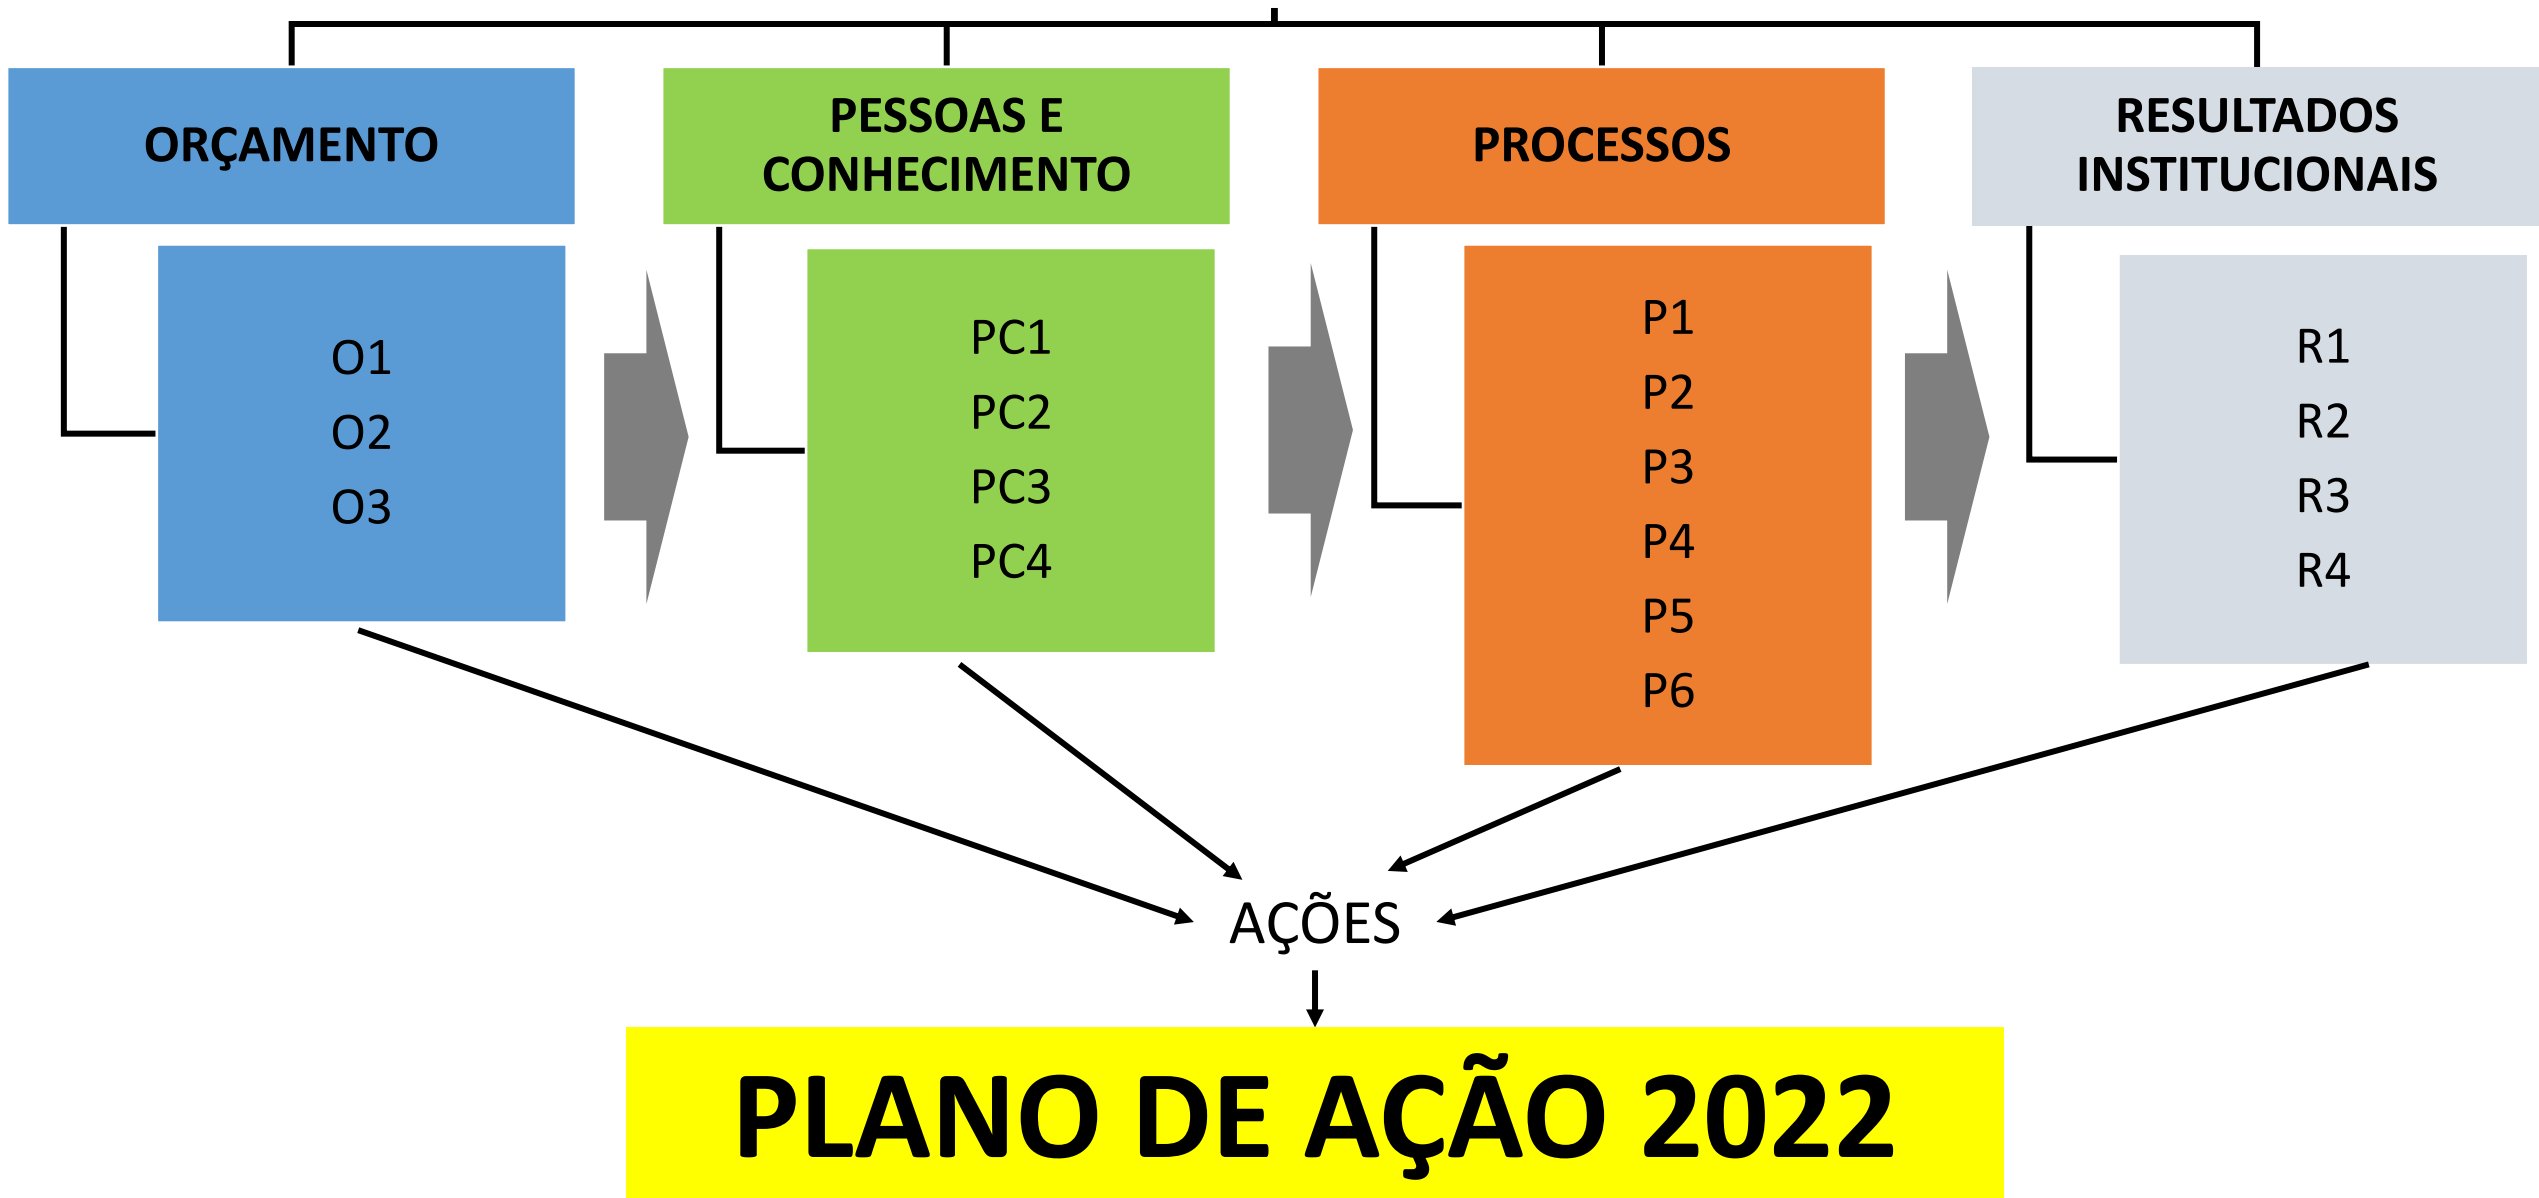 ORÇAMENTO
O1
O2
O3
PESSOAS E
CONHECIMENTO
PC1
PC2
PC3
PC4
PROCESSOS
P1
P2
P3
P4
P5
P6
RESULTADOS
INSTITUCIONAIS
R1
R2
R3
R4
AÇÕES
PLANO DE AÇÃO 2022